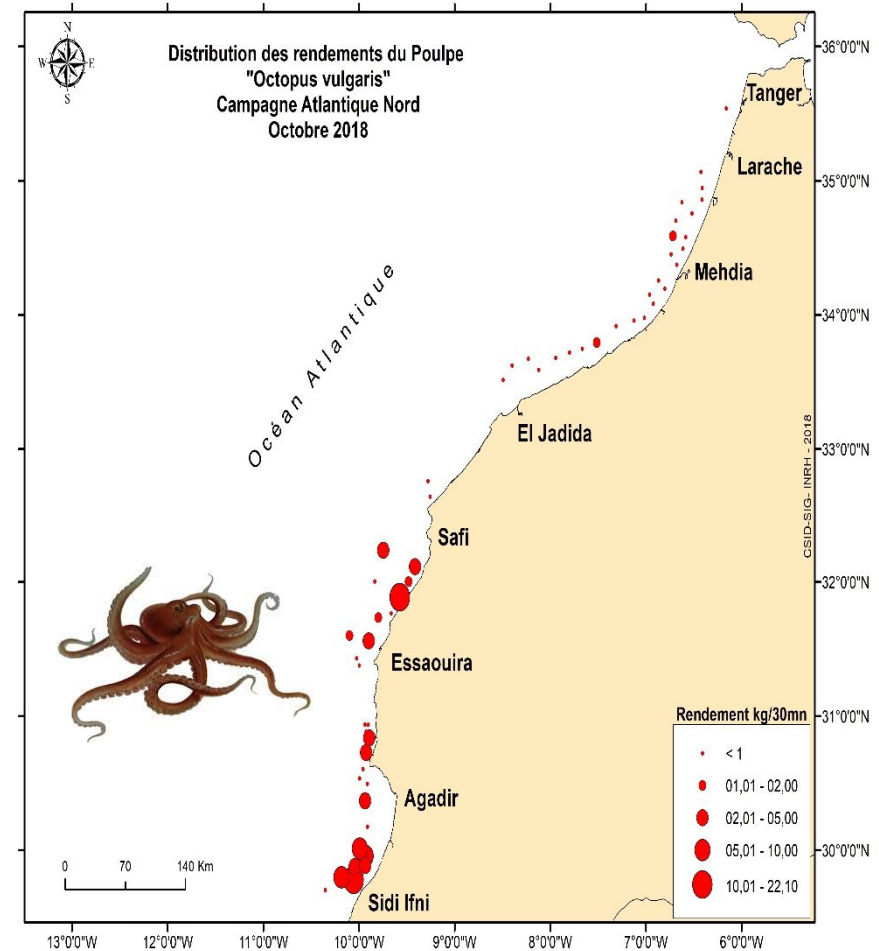 N
W
E
S
Distribution des rendements du Poulpe
"Octopus vulgaris"
Campagne Atlantique Nord
Octobre 2018
Océan Atlantique
Tanger
Larache
Mehdia
El Jadida
Safi
Essaouira
Agadir
Sidi Ifni
36°0'0"N
35°0'0"N
34°0'0"N
33°0'0"N
32°0'0"N
31°0'0"N
30°0'0"N
CSID-SIG- INRH - 2018
Rendement kg/30mn
< 1
01,01 - 02,00
02,01 - 05,00
05,01 - 10,00
10,01 - 22,10
0 70 140 Km
13°0'0"W 12°0'0"W 11°0'0"W 10°0'0"W 9°0'0"W 8°0'0"W 7°0'0"W 6°0'0"W